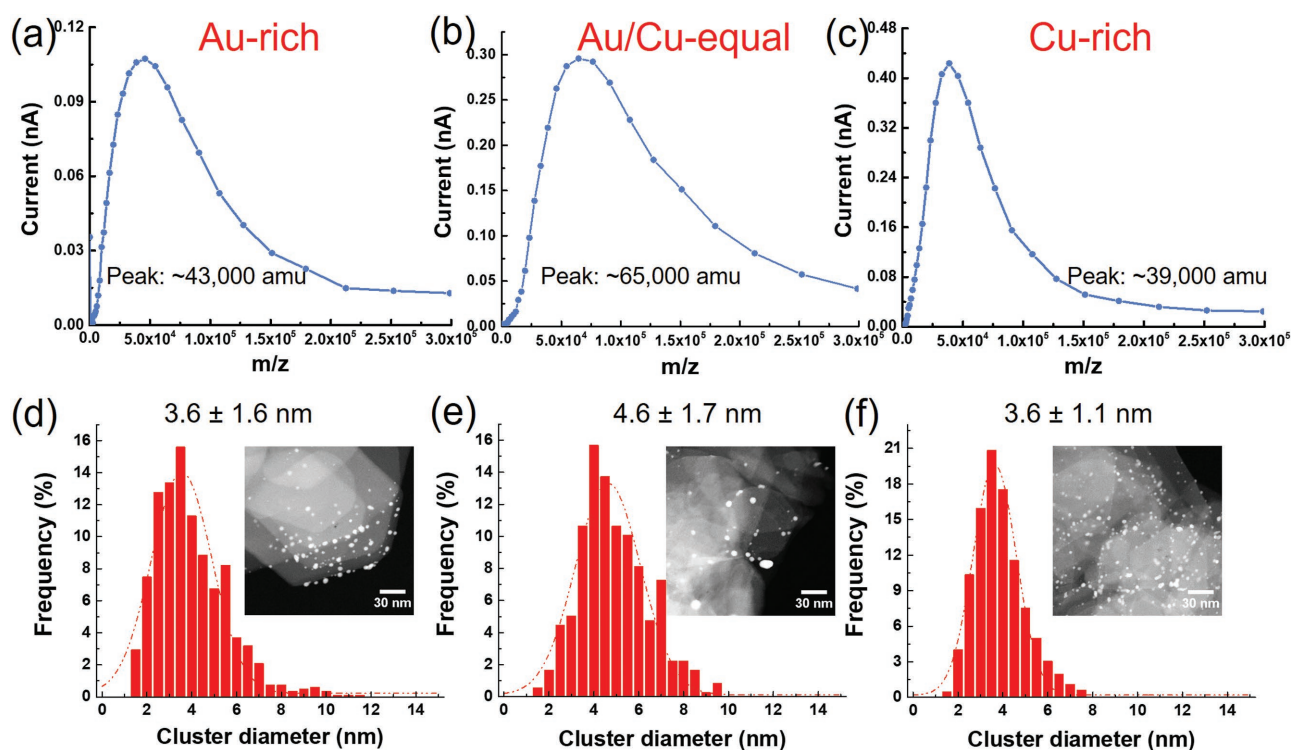 (a) Au-rich
0.12
0.09
0.06
0.03
0.00
Current (nA)
Peak: ~43,000 amu
0.0 5.0x10⁴ 1.0x10⁵ 1.5x10⁵ 2.0x10⁵ 2.5x10⁵ 3.0x10⁵
m/z
(b) Au/Cu-equal
0.30
0.25
0.20
0.15
0.10
0.05
0.00
Current (nA)
Peak: ~65,000 amu
0.0 5.0x10⁴ 1.0x10⁵ 1.5x10⁵ 2.0x10⁵ 2.5x10⁵ 3.0x10⁵
m/z
(c) Cu-rich
0.48
0.40
0.32
0.24
0.16
0.08
0.00
Current (nA)
Peak: ~39,000 amu
0.0 5.0x10⁴ 1.0x10⁵ 1.5x10⁵ 2.0x10⁵ 2.5x10⁵ 3.0x10⁵
m/z
(d) 3.6 ± 1.6 nm
16
14
12
10
8
6
4
2
0
Frequency (%)
30 nm
0 2 4 6 8 10 12 14
Cluster diameter (nm)
(e) 4.6 ± 1.7 nm
16
14
12
10
8
6
4
2
0
Frequency (%)
30 nm
0 2 4 6 8 10 12 14
Cluster diameter (nm)
(f) 3.6 ± 1.1 nm
21
18
15
12
9
6
3
0
Frequency (%)
30 nm
0 2 4 6 8 10 12 14
Cluster diameter (nm)